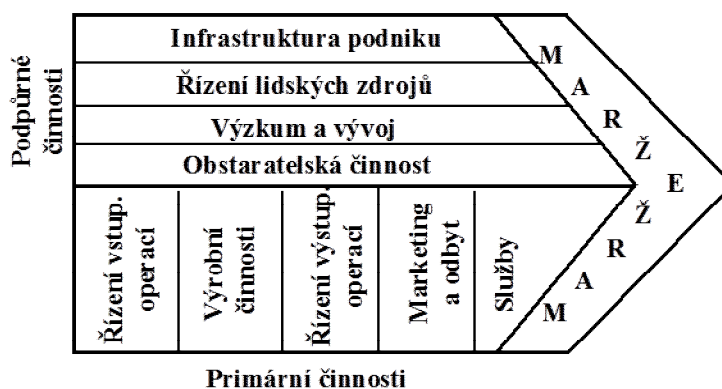 Podpůrné
činnosti
Infrastruktura podniku
Řízení lidských zdrojů
Výzkum a vývoj
Obstaratelská činnost
Řízení vstup.
operací
Výrobní
činnosti
Řízení výstup.
operací
Marketing
a odbyt
Služby
M A R Ž E
M A R Ž
Primární činnosti